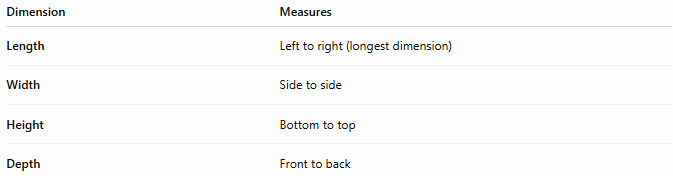 Dimension Measures
Length Left to right (longest dimension)
Width Side to side
Height Bottom to top
Depth Front to back